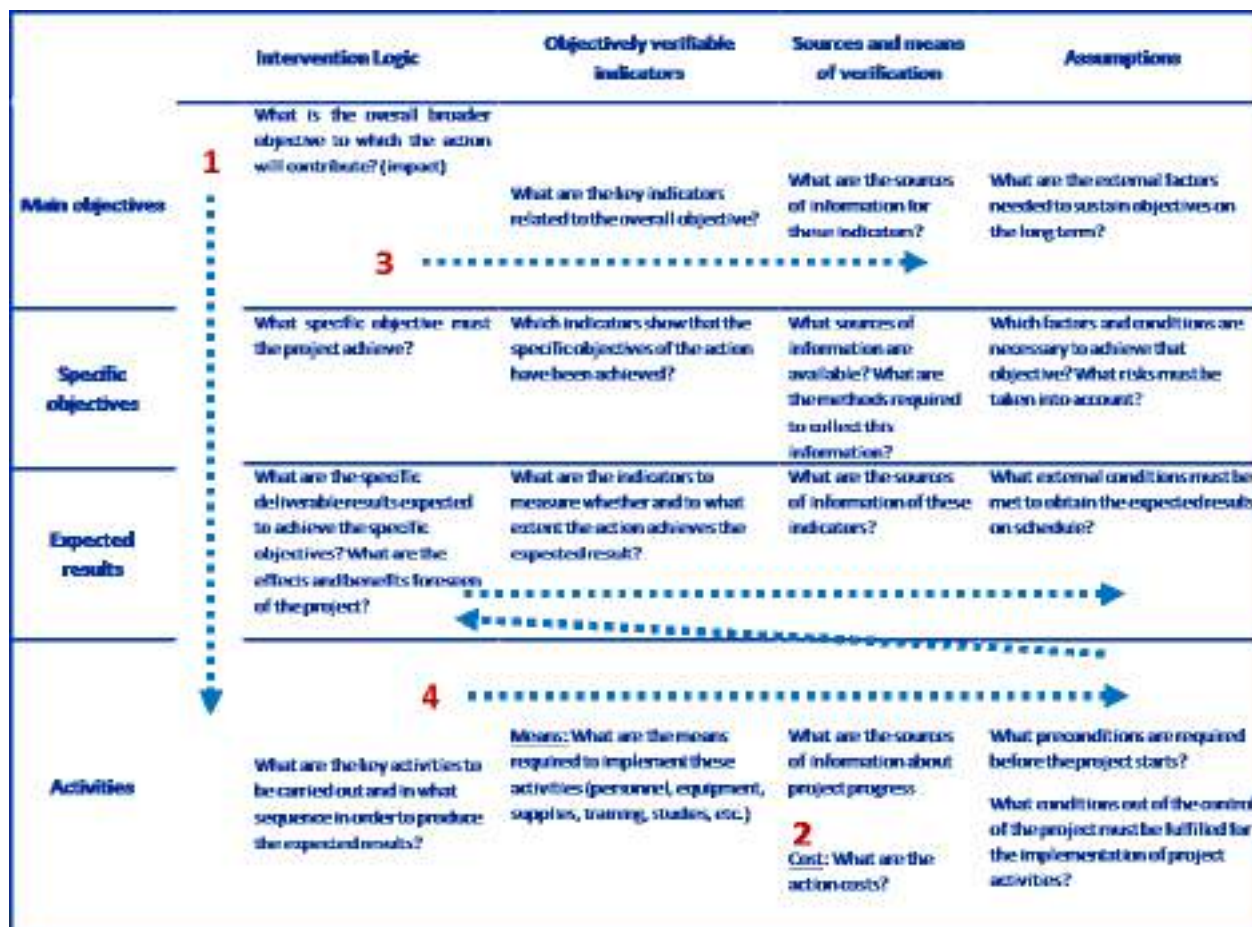 Intervention Logic
Objectively verifiable
indicators
Sources and means
of verification
Assumptions
Main objectives
1
What is the overall broader
objective to which the action
will contribute? (impact)
What are the key indicators
related to the overall objective?
What are the sources
of information for
these indicators?
What are the external factors
needed to sustain objectives on
the long term?
3
Specific
objectives
What specific objective must
the project achieve?
Which indicators show that the
specific objectives of the action
have been achieved?
What sources of
information are
available? What are
the methods required
to collect this
information?
Which factors and conditions are
necessary to achieve that
objective? What risks must be
taken into account?
Expected
results
What are the specific
deliverable results expected
to achieve the specific
objectives? What are the
effects and benefits foreseen
of the project?
What are the indicators to
measure whether and to what
extent the action achieves the
expected result?
What are the sources
of information of these
indicators?
What external conditions must be
met to obtain the expected results
on schedule?
4
Activities
What are the key activities to
be carried out and in what
sequence in order to produce
the expected results?
Means: What are the means
required to implement these
activities (personnel, equipment,
supplies, training, studies, etc.)
What are the sources
of information about
project progress
2
Cost: What are the
action costs?
What preconditions are required
before the project starts?
What conditions out of the control
of the project must be fulfilled for
the implementation of project
activities?